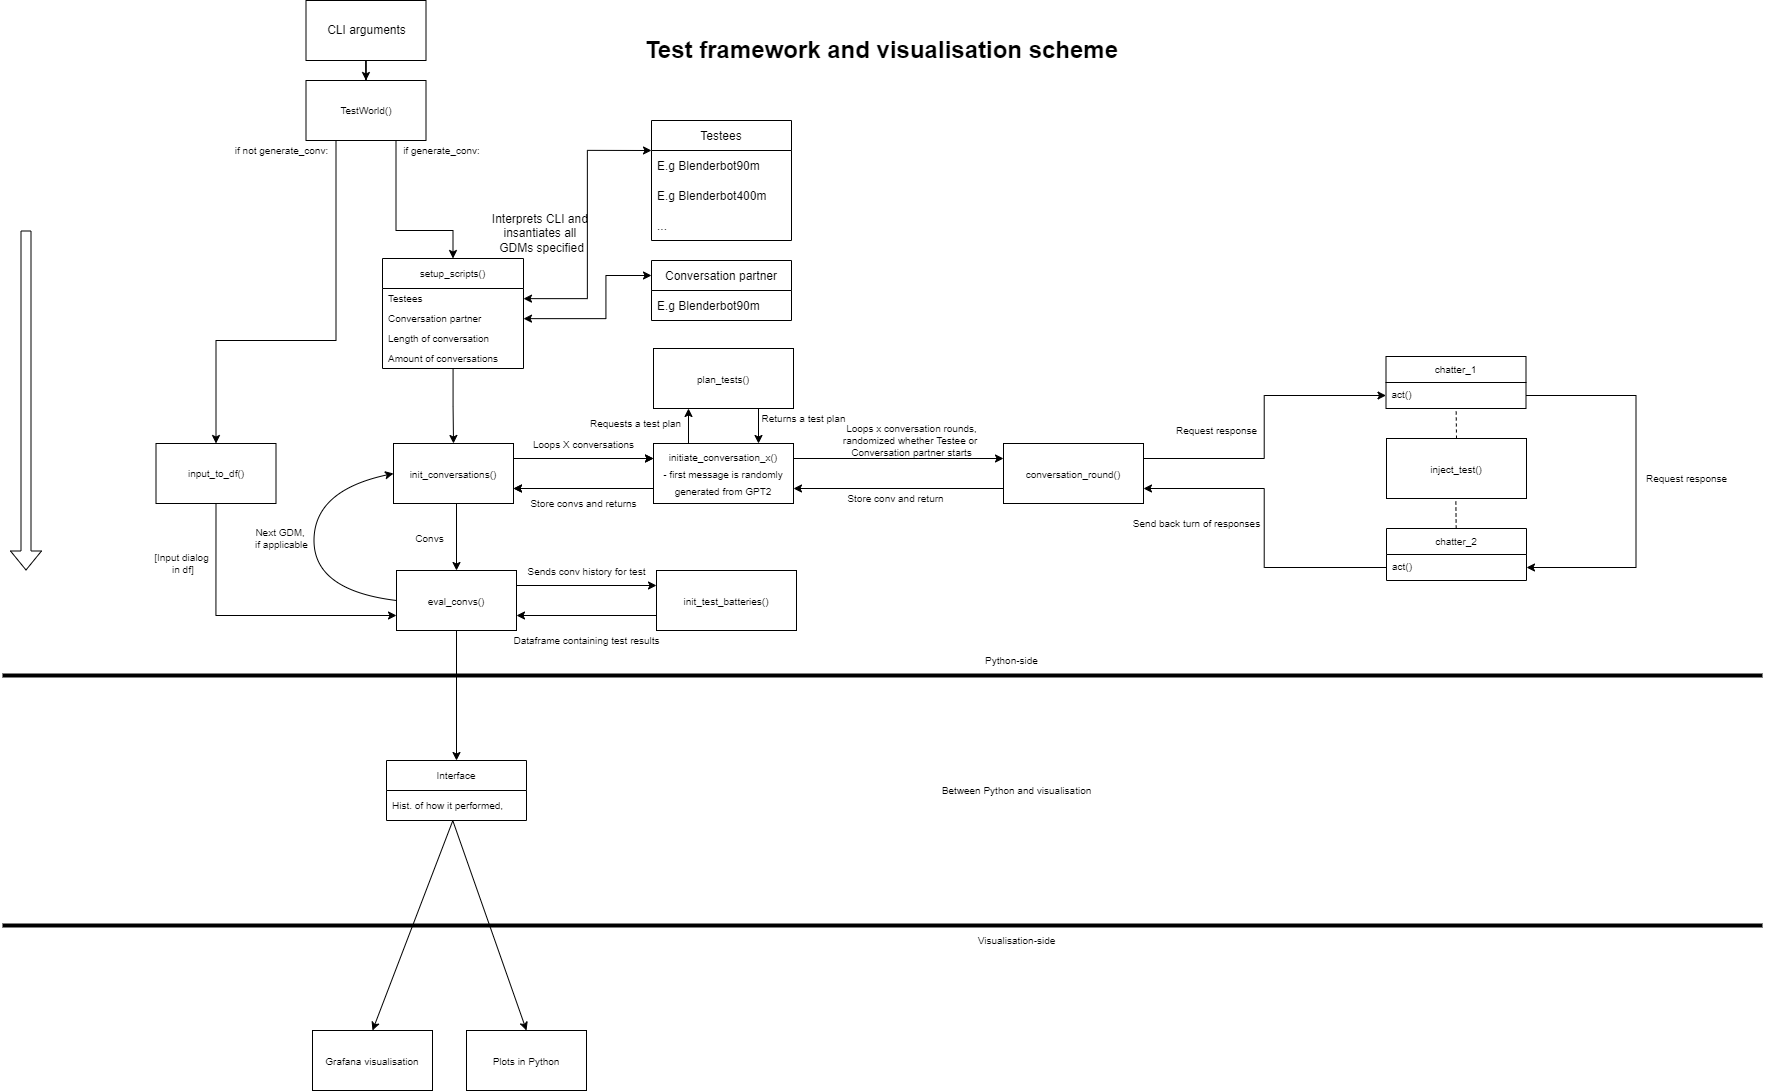 CLI arguments
Test framework and visualisation scheme
TestWorld()
if not generate_conv:
if generate_conv:
Testees
E.g Blenderbot90m
E.g Blenderbot400m
...
Interprets CLI and
insantiates all
GDMs specified
setup_scripts()
Testees
Conversation partner
Length of conversation
Amount of conversations
Conversation partner
E.g Blenderbot90m
plan_tests()
Requests a test plan
Returns a test plan
chatter_1
act()
input_to_df()
init_conversations()
Loops X conversations
Store convs and returns
initiate_conversation_x()
- first message is randomly
generated from GPT2
Loops x conversation rounds,
randomized whether Testee or
Conversation partner starts
Store conv and return
conversation_round()
Request response
Send back turn of responses
inject_test()
Request response
chatter_2
act()
Next GDM,
if applicable
Convs
[Input dialog
in df]
eval_convs()
Sends conv history for test
Dataframe containing test results
init_test_batteries()
Python-side
Interface
Hist. of how it performed,
Between Python and visualisation
Visualisation-side
Grafana visualisation
Plots in Python